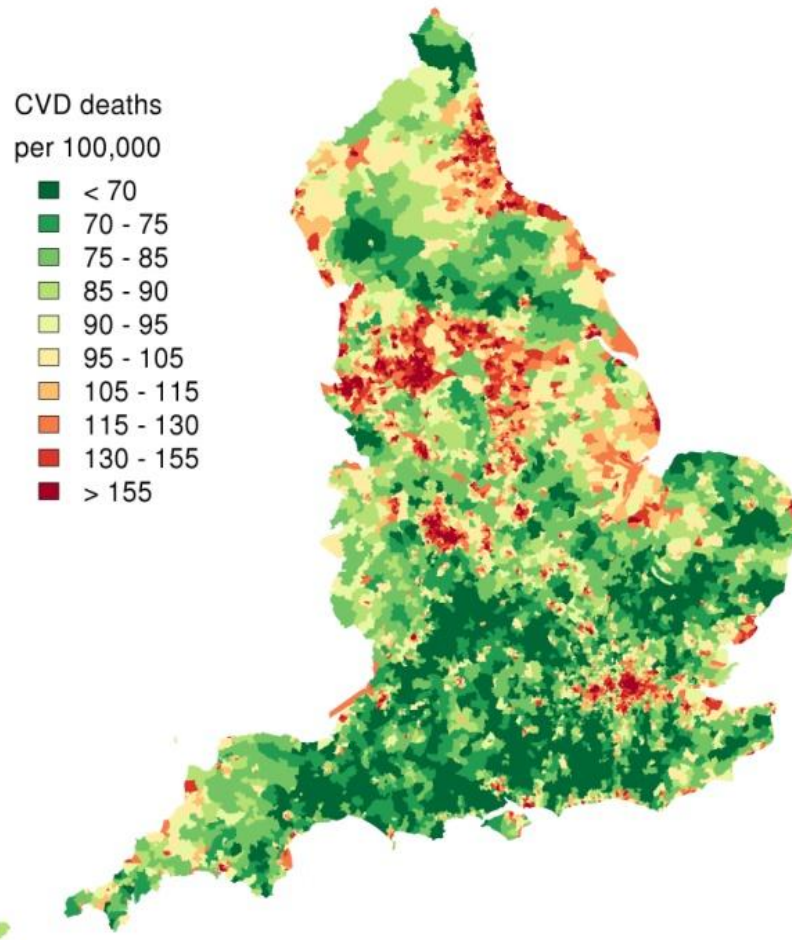 CVD deaths
per 100,000
< 70
70 - 75
75 - 85
85 - 90
90 - 95
95 - 105
105 - 115
115 - 130
130 - 155
> 155